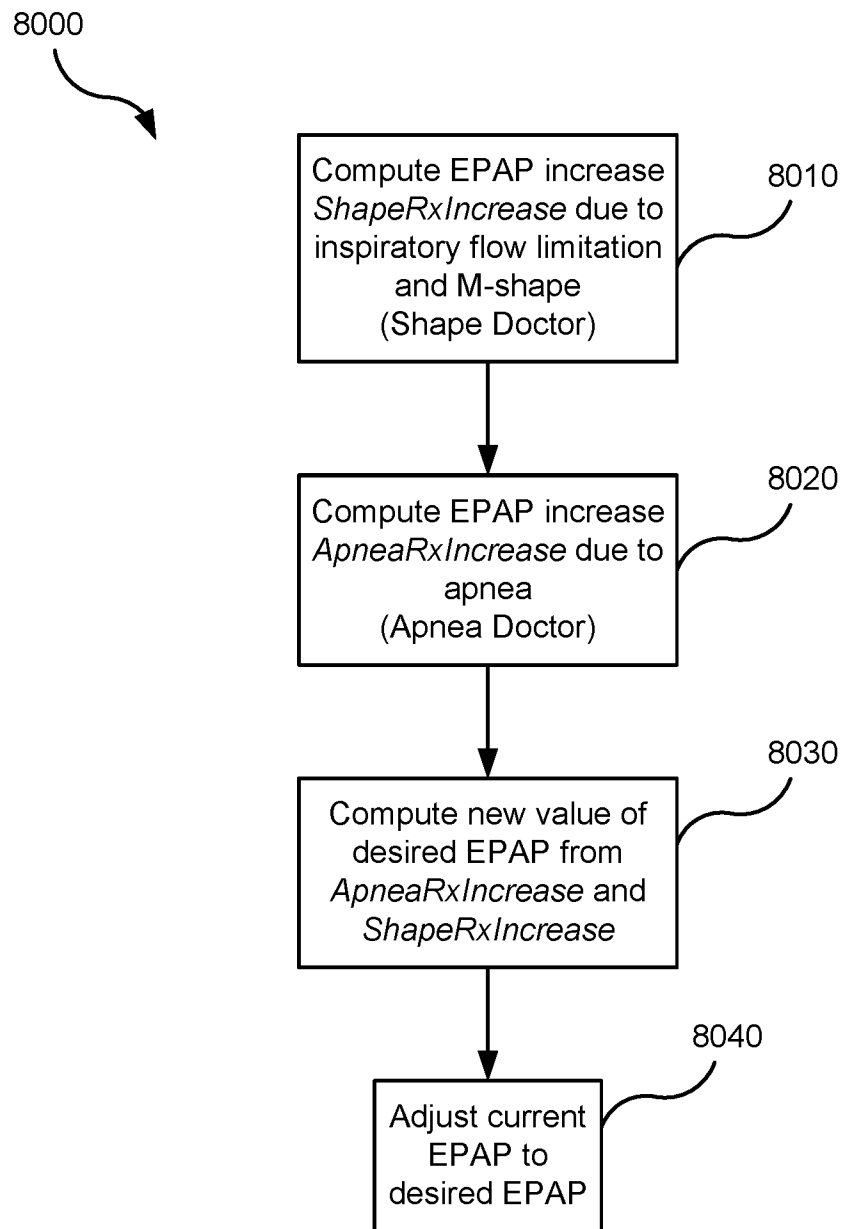 8000
Compute EPAP increase
ShapeRxIncrease due to
inspiratory flow limitation
and M-shape
(Shape Doctor)
8010
Compute EPAP increase
ApneaRxIncrease due to
apnea
(Apnea Doctor)
8020
Compute new value of
desired EPAP from
ApneaRxIncrease and
ShapeRxIncrease
8030
Adjust current
EPAP to
desired EPAP
8040